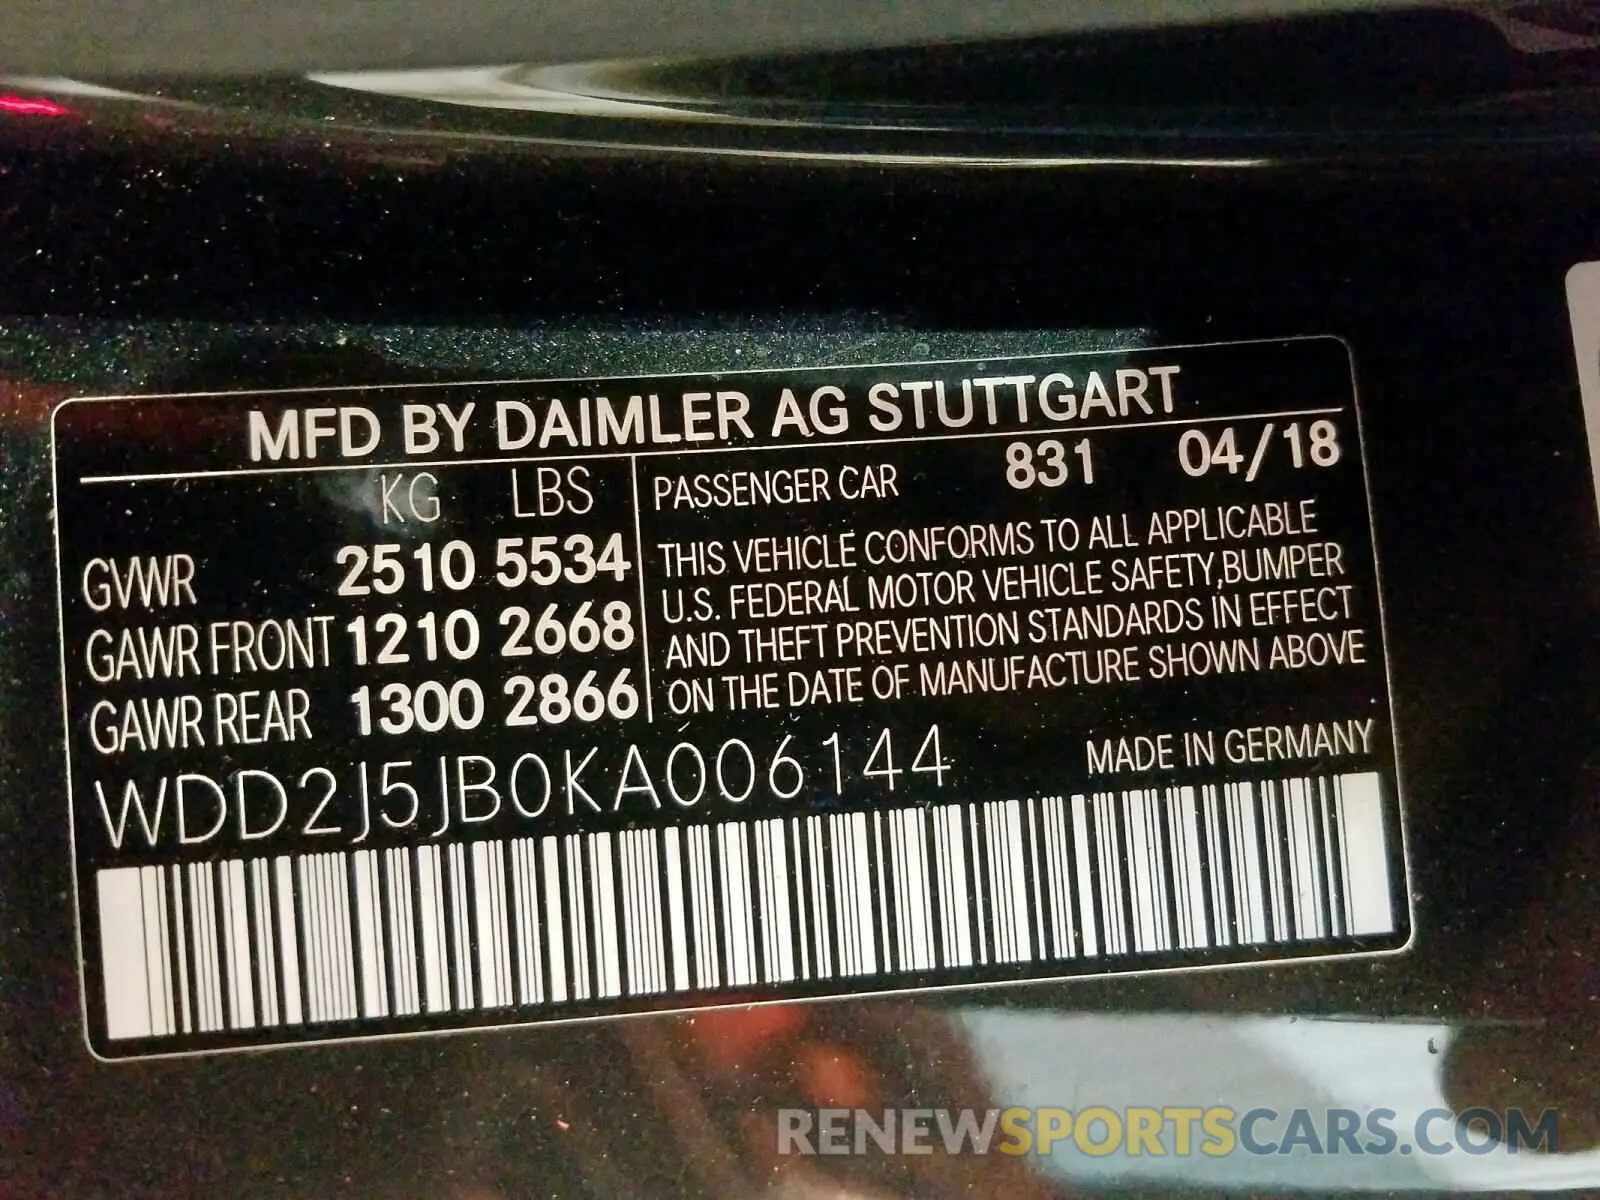 MFD BY DAIMLER AG STUTTGART
KG LBS
GVWR 2510 5534
GAWR FRONT 1210 2668
GAWR REAR 1300 2866
PASSENGER CAR 831 04/18
THIS VEHICLE CONFORMS TO ALL APPLICABLE
U.S. FEDERAL MOTOR VEHICLE SAFETY,BUMPER
AND THEFT PREVENTION STANDARDS IN EFFECT
ON THE DATE OF MANUFACTURE SHOWN ABOVE
WDD2J5JB0KA006144
MADE IN GERMANY
RENEWSPORTSCARS.COM